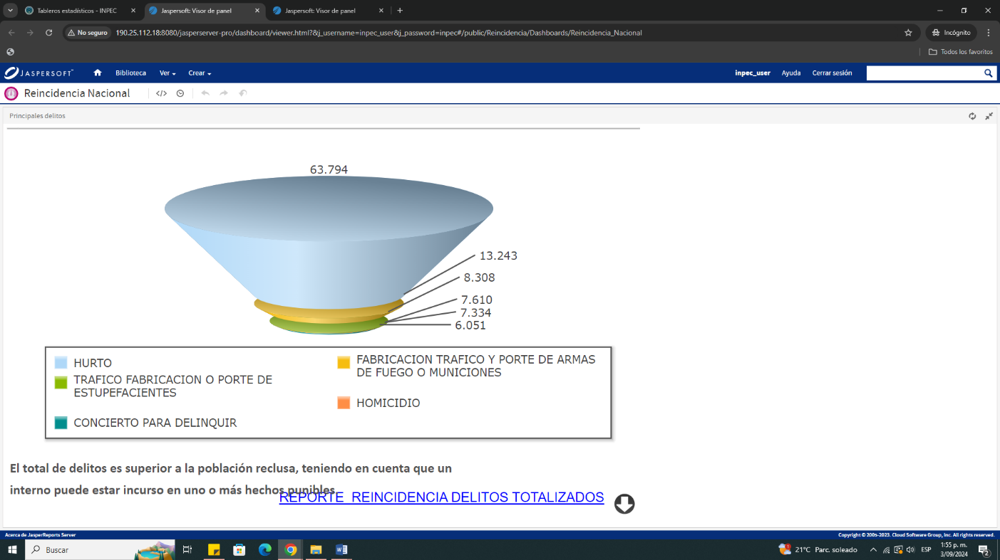 Tableros estadísticos - INPEC
Jaspersoft: Visor de panel
Jaspersoft: Visor de panel
No seguro
190.25.112.18:8080/jasperserver-pro/dashboard/viewer.html?&j_username=inpec_user&j_password=inpec#/public/Reincidencia/Dashboards/Reincidencia_Nacional
Incógnito
Todos los favoritos
JASPERSOFT
Biblioteca Ver Crear
inpec_user Ayuda Cerrar sesión
Reincidencia Nacional
Principales delitos
63.794
13.243
8.308
7.610
7.334
6.051
HURTO
FABRICACION TRAFICO Y PORTE DE ARMAS
DE FUEGO O MUNICIONES
TRAFICO FABRICACION O PORTE DE
ESTUPEFACIENTES
HOMICIDIO
CONCIERTO PARA DELINQUIR
El total de delitos es superior a la población reclusa, teniendo en cuenta que un
interno puede estar incurso en uno o más hechos punibles.
REPORTE REINCIDENCIA DELITOS TOTALIZADOS
Acerca de JasperReports Server
Copyright © 2005-2023. Cloud Software Group, Inc. All rights reserved.
Buscar
21°C Parc. soleado
ESP
1:55 p. m.
3/09/2024
2